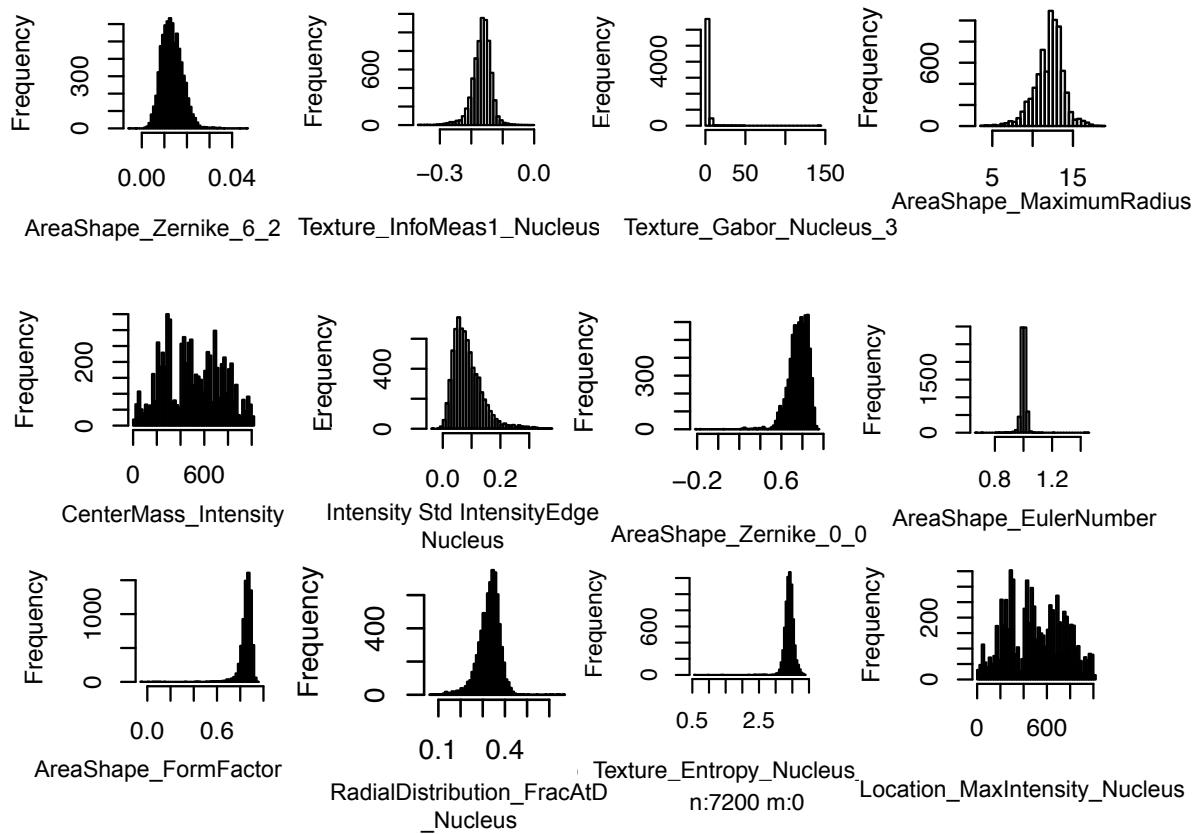 Frequency
0 300
0.00 0.04
AreaShape_Zernike_6_2
Frequency
0 600
−0.3 0.0
Texture_InfoMeas1_Nucleus
Frequency
0 4000
0 50 150
Texture_Gabor_Nucleus_3
Frequency
0 600
5 15
AreaShape_MaximumRadius
Frequency
0 200
0 600
CenterMass_Intensity
Frequency
0 400
0.0 0.2
Intensity Std IntensityEdge
Nucleus
Frequency
0 300
−0.2 0.6
AreaShape_Zernike_0_0
Frequency
0 1500
0.8 1.2
AreaShape_EulerNumber
Frequency
0 1000
0.0 0.6
AreaShape_FormFactor
Frequency
0 400
0.1 0.4
RadialDistribution_FracAtD
_Nucleus
Frequency
0 600
0.5 2.5
Texture_Entropy_Nucleus_
n:7200 m:0
Frequency
0 200
0 600
Location_MaxIntensity_Nucleus